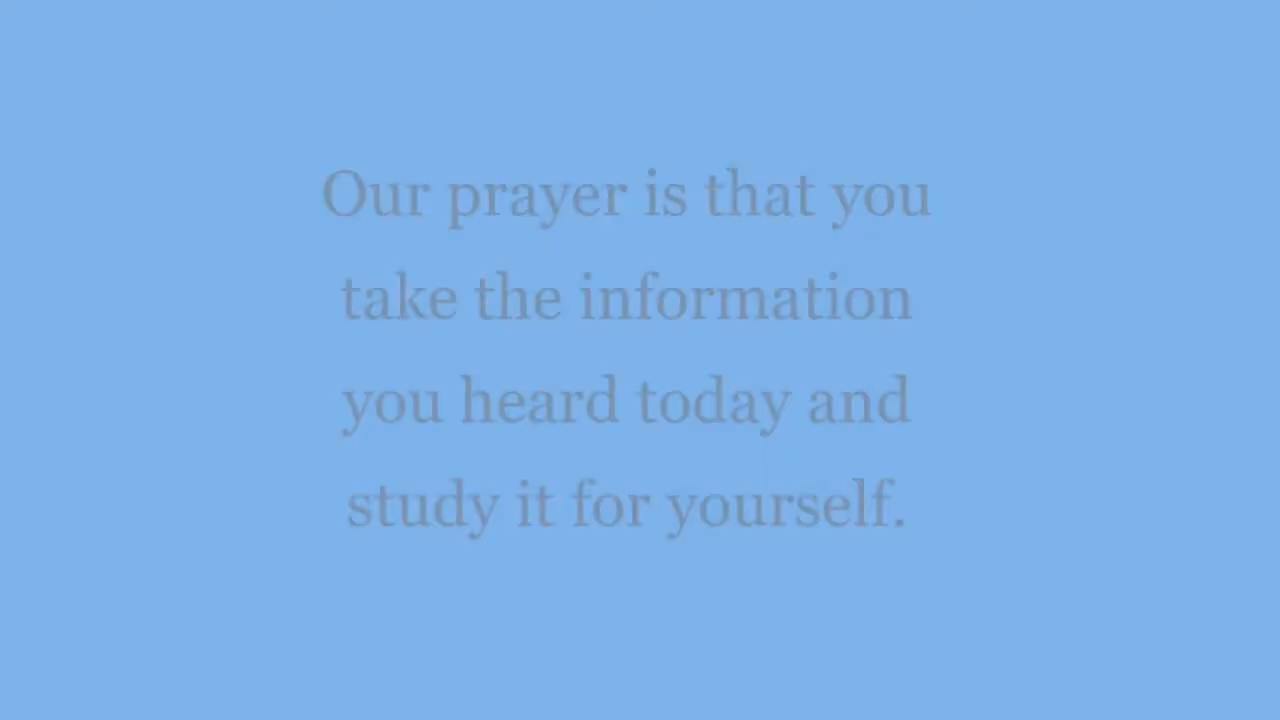 Our prayer is that you
take the information
you heard today and
study it for yourself.